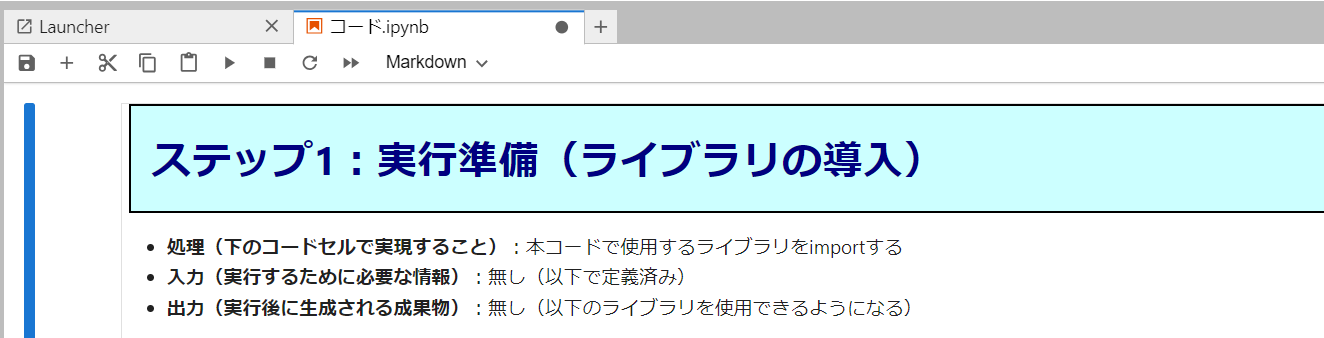 Launcher
コード.ipynb
Markdown
ステップ1：実行準備（ライブラリの導入）
処理（下のコードセルで実現すること）：本コードで使用するライブラリをimportする
入力（実行するために必要な情報）：無し（以下で定義済み）
出力（実行後に生成される成果物）：無し（以下のライブラリを使用できるようになる）